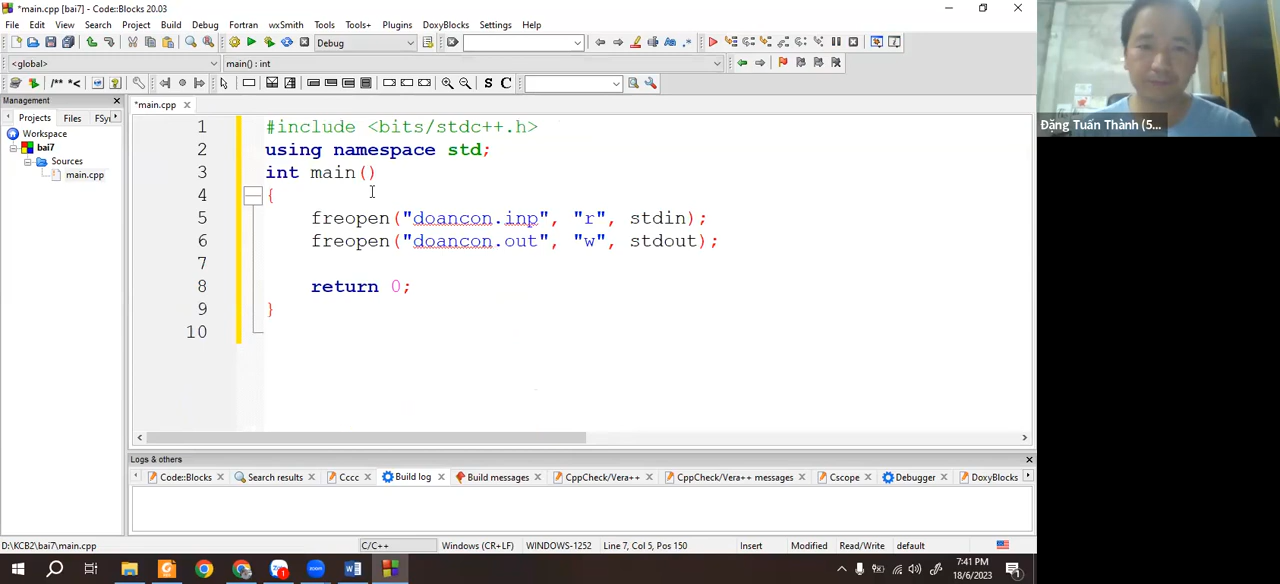 *main.cpp [bai7] - Code::Blocks 20.03
File Edit View Search Project Build Debug Fortran wxSmith Tools Tools+ Plugins DoxyBlocks Settings Help
Debug
<global> main() : int
/** *<
S C
Management
Projects Files FSy
*main.cpp
Workspace
bai7
Sources
main.cpp
1 #include <bits/stdc++.h>
2 using namespace std;
3 int main()
4 {
5 freopen("doancon.inp", "r", stdin);
6 freopen("doancon.out", "w", stdout);
7
8 return 0;
9 }
10
Logs & others
Code::Blocks Search results Cccc Build log Build messages CppCheck/Vera++ CppCheck/Vera++ messages Cscope Debugger DoxyBlocks
D:\KCB2\bai7\main.cpp C/C++ Windows (CR+LF) WINDOWS-1252 Line 7, Col 5, Pos 150 Insert Modified Read/Write default
7:41 PM
18/6/2023
Đặng Tuấn Thành (5...